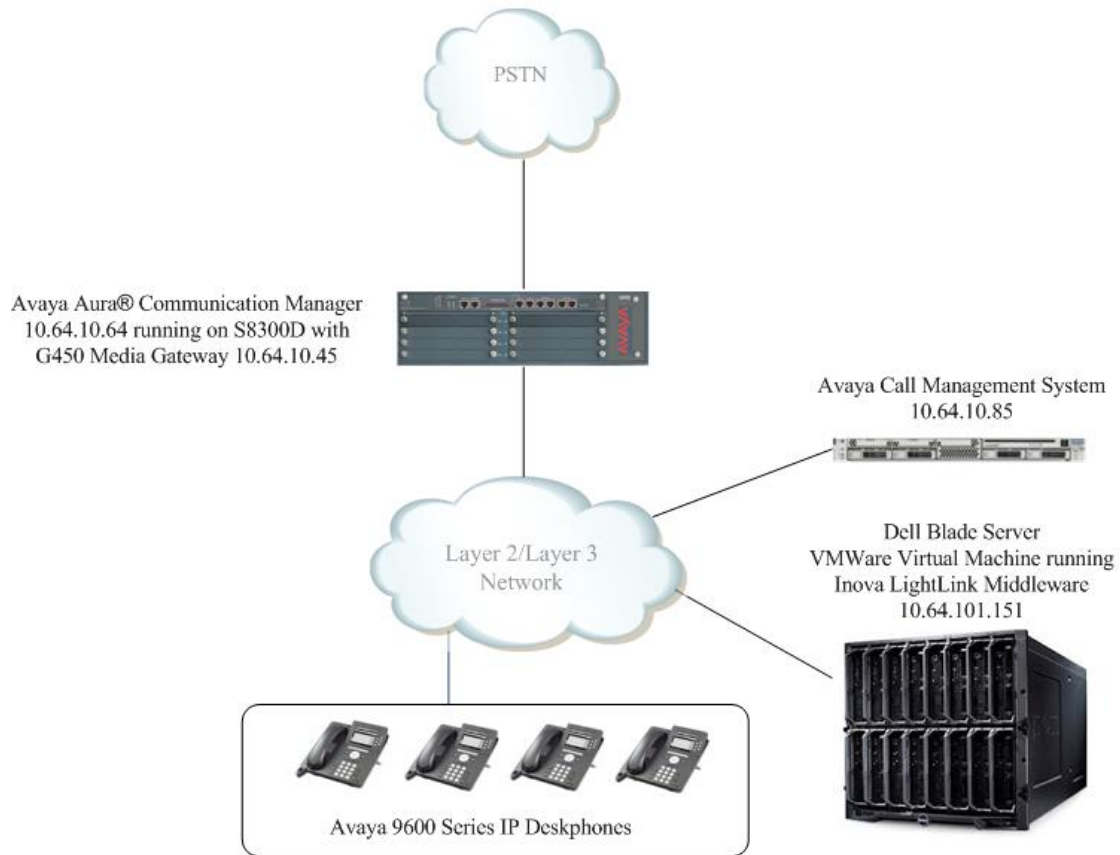 PSTN
Avaya Aura® Communication Manager
10.64.10.64 running on S8300D with
G450 Media Gateway 10.64.10.45
AVAYA
Avaya Call Management System
10.64.10.85
Layer 2/Layer 3
Network
Dell Blade Server
VMWare Virtual Machine running
Inova LightLink Middleware
10.64.101.151
Avaya 9600 Series IP Deskphones